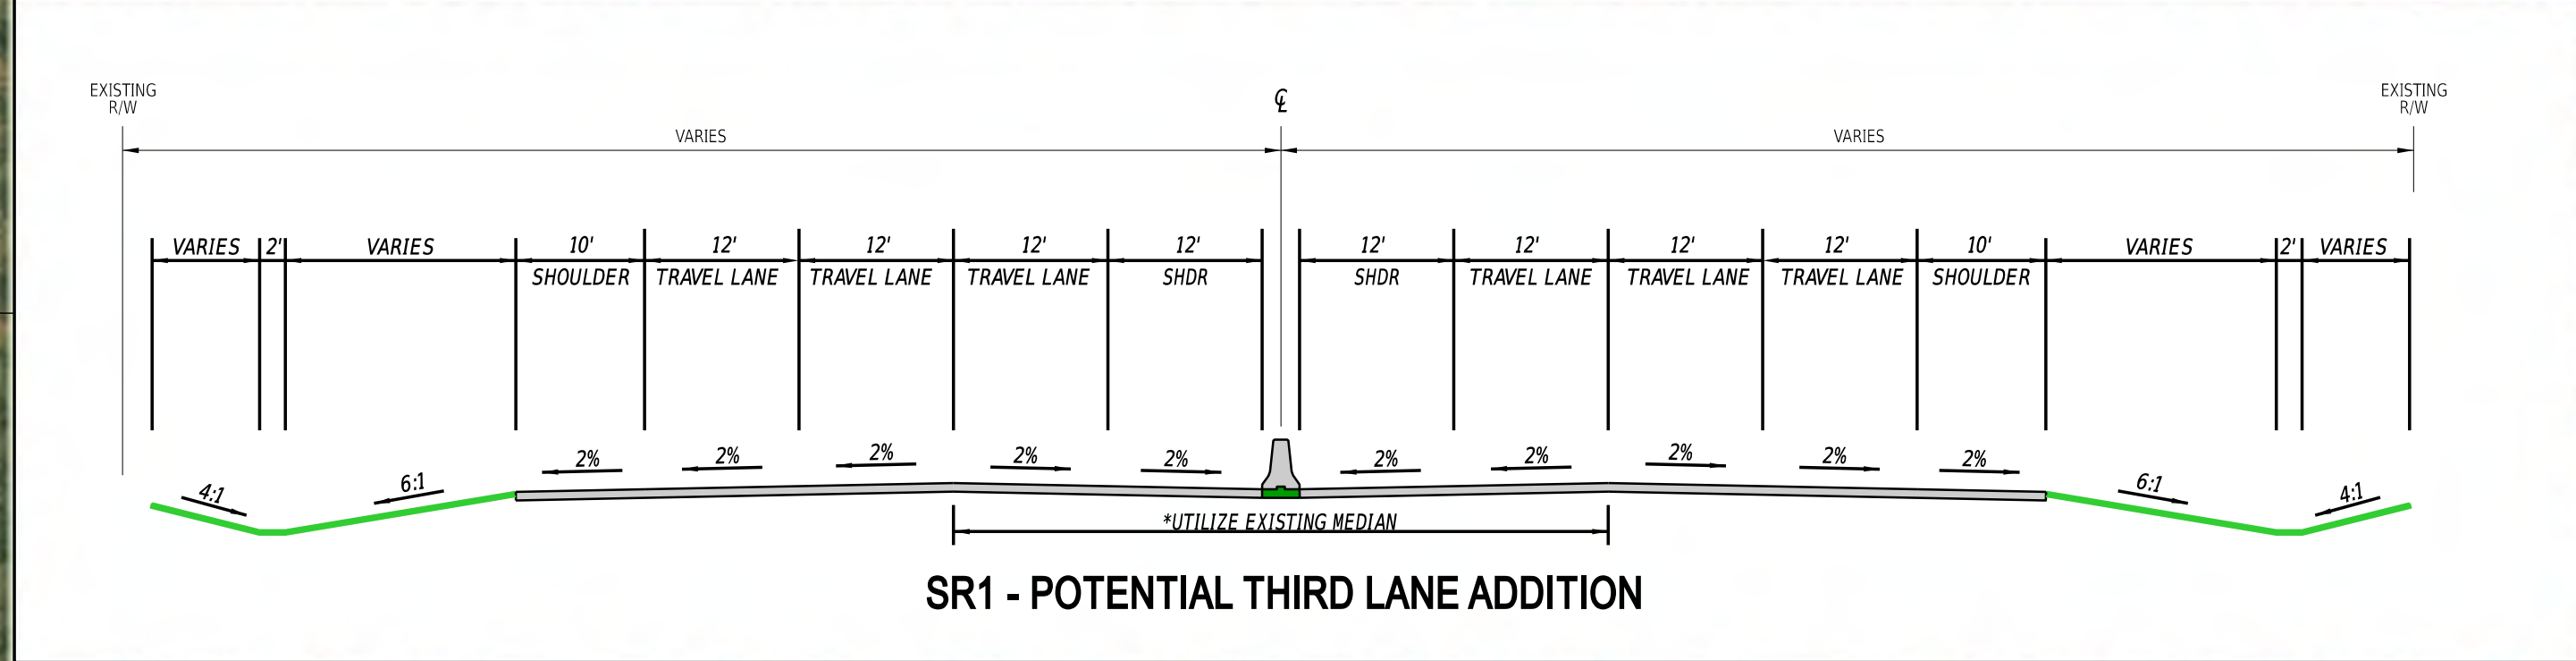 EXISTING
R/W
℄
EXISTING
R/W
VARIES
VARIES
VARIES
2'
VARIES
10'
12'
12'
12'
12'
12'
12'
12'
12'
10'
VARIES
2'
VARIES
SHOULDER
TRAVEL LANE
TRAVEL LANE
TRAVEL LANE
SHDR
SHDR
TRAVEL LANE
TRAVEL LANE
TRAVEL LANE
SHOULDER
4:1
6:1
2%
2%
2%
2%
2%
2%
2%
2%
2%
2%
6:1
4:1
*UTILIZE EXISTING MEDIAN
SR1 - POTENTIAL THIRD LANE ADDITION